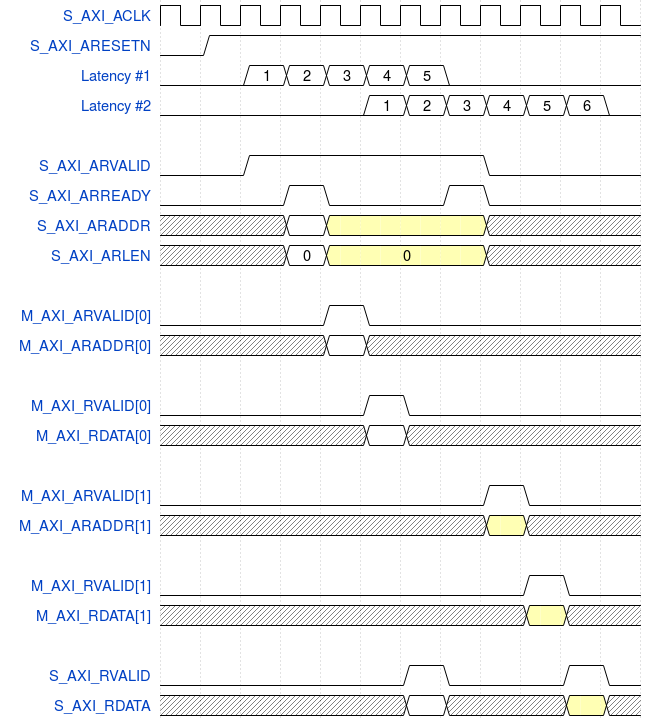 S_AXI_ACLK
S_AXI_ARESETN
Latency #1 1 2 3 4 5
Latency #2 1 2 3 4 5 6
S_AXI_ARVALID
S_AXI_ARREADY
S_AXI_ARADDR
S_AXI_ARLEN 0 0
M_AXI_ARVALID[0]
M_AXI_ARADDR[0]
M_AXI_RVALID[0]
M_AXI_RDATA[0]
M_AXI_ARVALID[1]
M_AXI_ARADDR[1]
M_AXI_RVALID[1]
M_AXI_RDATA[1]
S_AXI_RVALID
S_AXI_RDATA